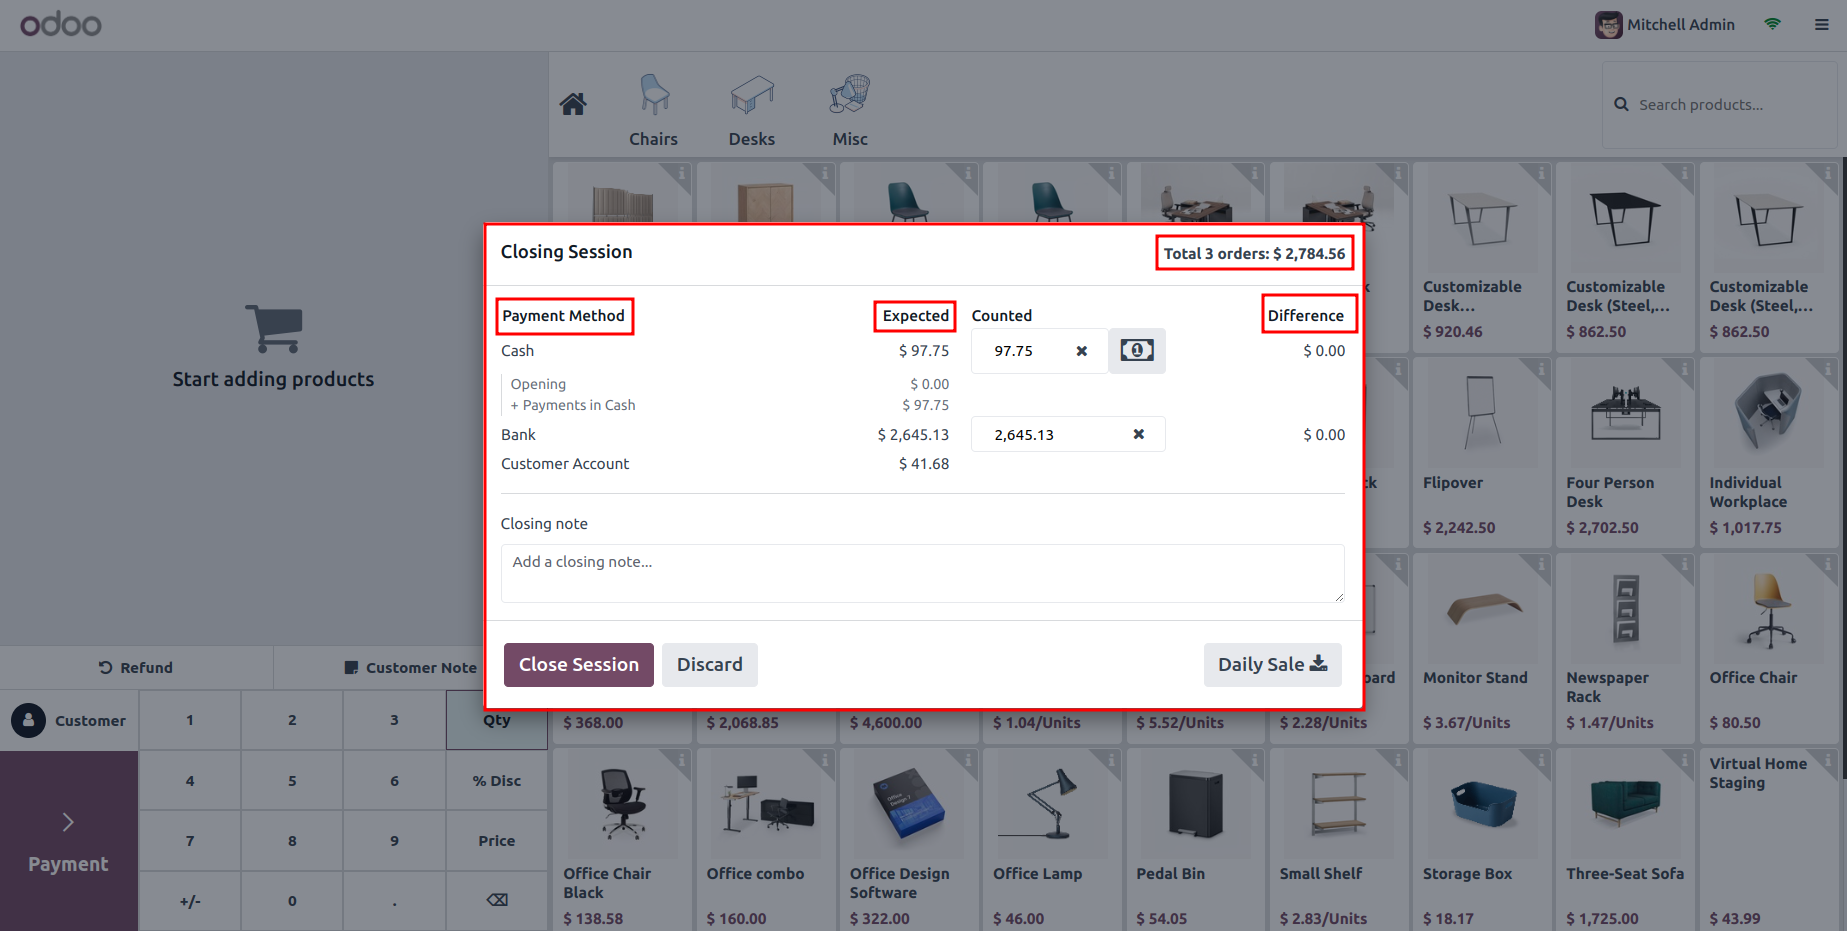 odoo
Mitchell Admin
Chairs
Desks
Misc
Search products...
Start adding products
Closing Session
Total 3 orders: $ 2,784.56
Payment Method Expected Counted Difference
Cash $ 97.75 97.75 $ 0.00
Opening $ 0.00
+ Payments in Cash $ 97.75
Bank $ 2,645.13 2,645.13 $ 0.00
Customer Account $ 41.68
Closing note
Add a closing note...
Close Session
Discard
Daily Sale
Customizable
Desk...
$ 920.46
Customizable
Desk (Steel,...
$ 862.50
Customizable
Desk (Steel,...
$ 862.50
Flipover
$ 2,242.50
Four Person
Desk
$ 2,702.50
Individual
Workplace
$ 1,017.75
Monitor Stand
$ 3.67/Units
Newspaper
Rack
$ 1.47/Units
Office Chair
$ 80.50
$ 368.00
$ 2,068.85
$ 4,600.00
$ 1.04/Units
$ 5.52/Units
$ 2.28/Units
Office Chair
Black
$ 138.58
Office combo
$ 160.00
Office Design
Software
$ 322.00
Office Lamp
$ 46.00
Pedal Bin
$ 54.05
Small Shelf
$ 2.83/Units
Storage Box
$ 18.17
Three-Seat Sofa
$ 1,725.00
Virtual Home
Staging
$ 43.99
Refund
Customer Note
Customer
1 2 3 Qty
4 5 6 % Disc
7 8 9 Price
+/- 0 .
Payment